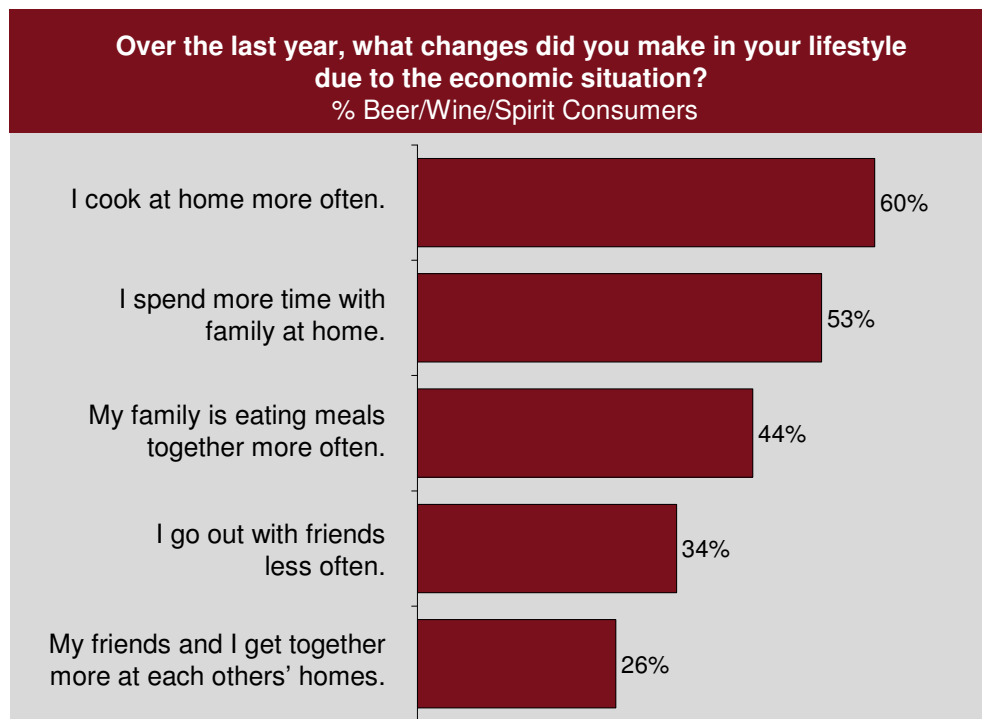 Over the last year, what changes did you make in your lifestyle
due to the economic situation?
% Beer/Wine/Spirit Consumers
I cook at home more often.
60%
I spend more time with
family at home.
53%
My family is eating meals
together more often.
44%
I go out with friends
less often.
34%
My friends and I get together
more at each others’ homes.
26%